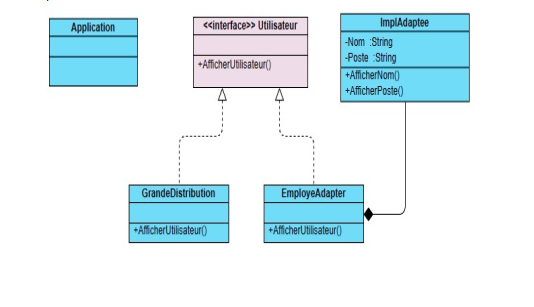 Application
<<interface>> Utilisateur
+AfficherUtilisateur()
ImplAdaptee
-Nom :String
-Poste :String
+AfficherNom()
+AfficherPoste()
GrandeDistribution
+AfficherUtilisateur()
EmployeAdapter
+AfficherUtilisateur()